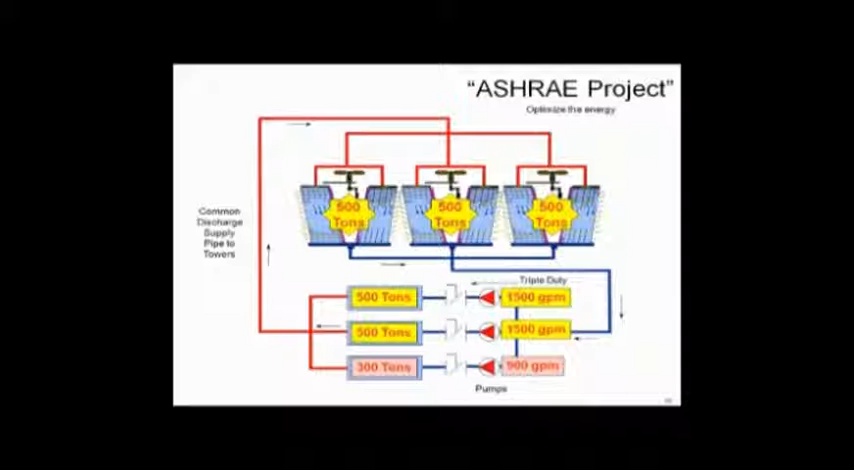 "ASHRAE Project"
Optimize the energy
500
Tons
500
Tons
500
Tons
Common
Discharge
Supply
Pipe to
Towers
Triple Duty
500 Tons
1500 gpm
500 Tons
1500 gpm
300 Tons
900 gpm
Pumps